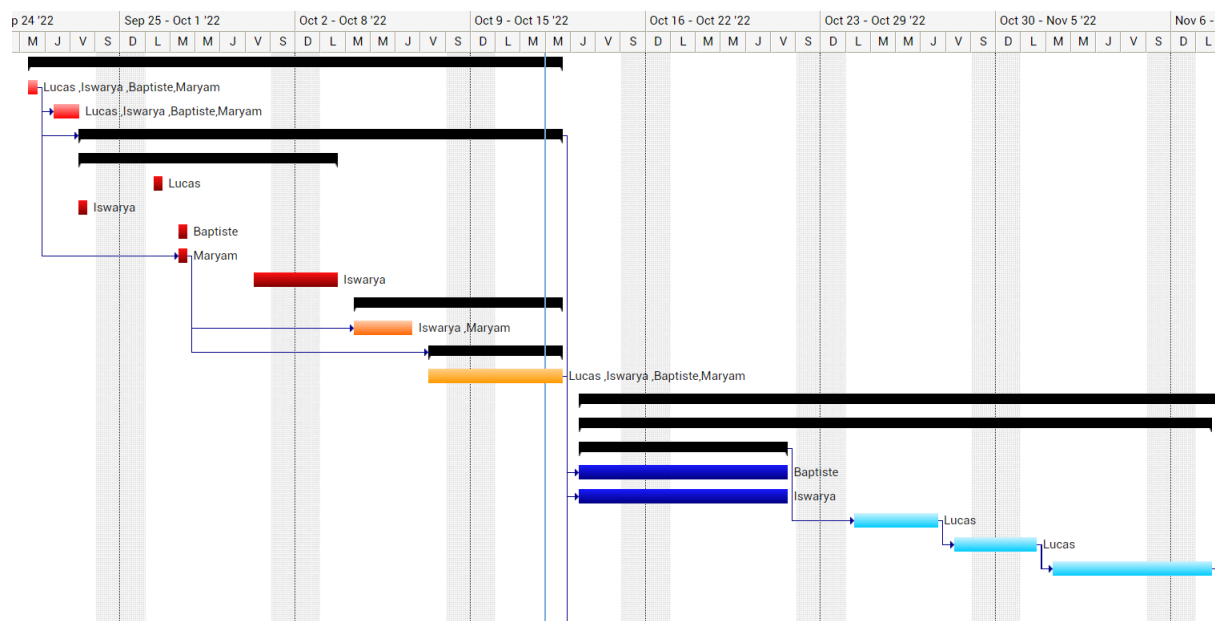 p 24 '22 Sep 25 - Oct 1 '22 Oct 2 - Oct 8 '22 Oct 9 - Oct 15 '22 Oct 16 - Oct 22 '22 Oct 23 - Oct 29 '22 Oct 30 - Nov 5 '22 Nov 6 -
M J V S D L M M J V S D L M M J V S D L M M J V S D L M M J V S D L M M J V S D L M M J V S D L
Lucas ,Iswarya ,Baptiste,Maryam
Lucas ,Iswarya ,Baptiste,Maryam
Lucas
Iswarya
Baptiste
Maryam
Iswarya
Iswarya ,Maryam
Lucas ,Iswarya ,Baptiste,Maryam
Baptiste
Iswarya
Lucas
Lucas